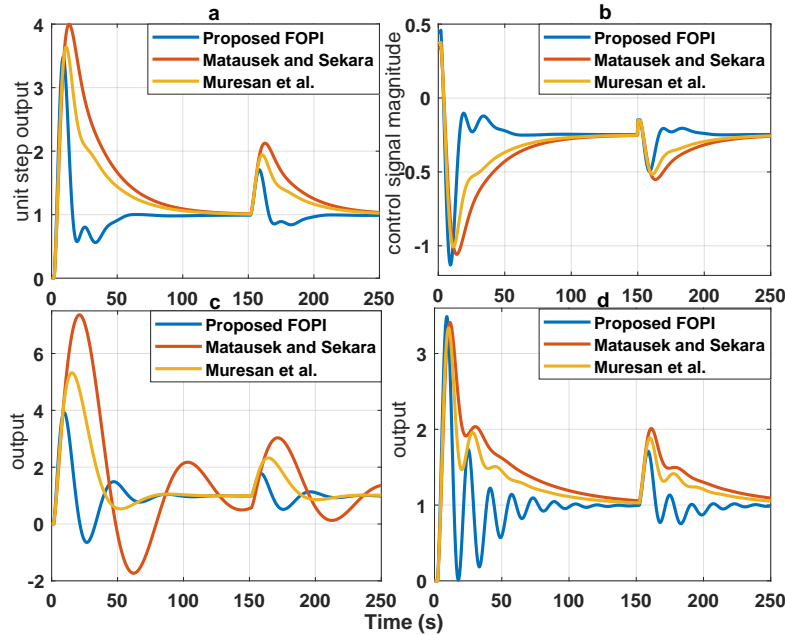 a
unit step output
4
3
2
1
0
Proposed FOPI
Matausek and Sekara
Muresan et al.
0 50 100 150 200 250
b
control signal magnitude
0.5
0
-0.5
-1
Proposed FOPI
Matausek and Sekara
Muresan et al.
0 50 100 150 200 250
c
output
6
4
2
0
-2
Proposed FOPI
Matausek and Sekara
Muresan et al.
0 50 100 150 200 250
d
output
3
2
1
0
Proposed FOPI
Matausek and Sekara
Muresan et al.
0 50 100 150 200 250
Time (s)